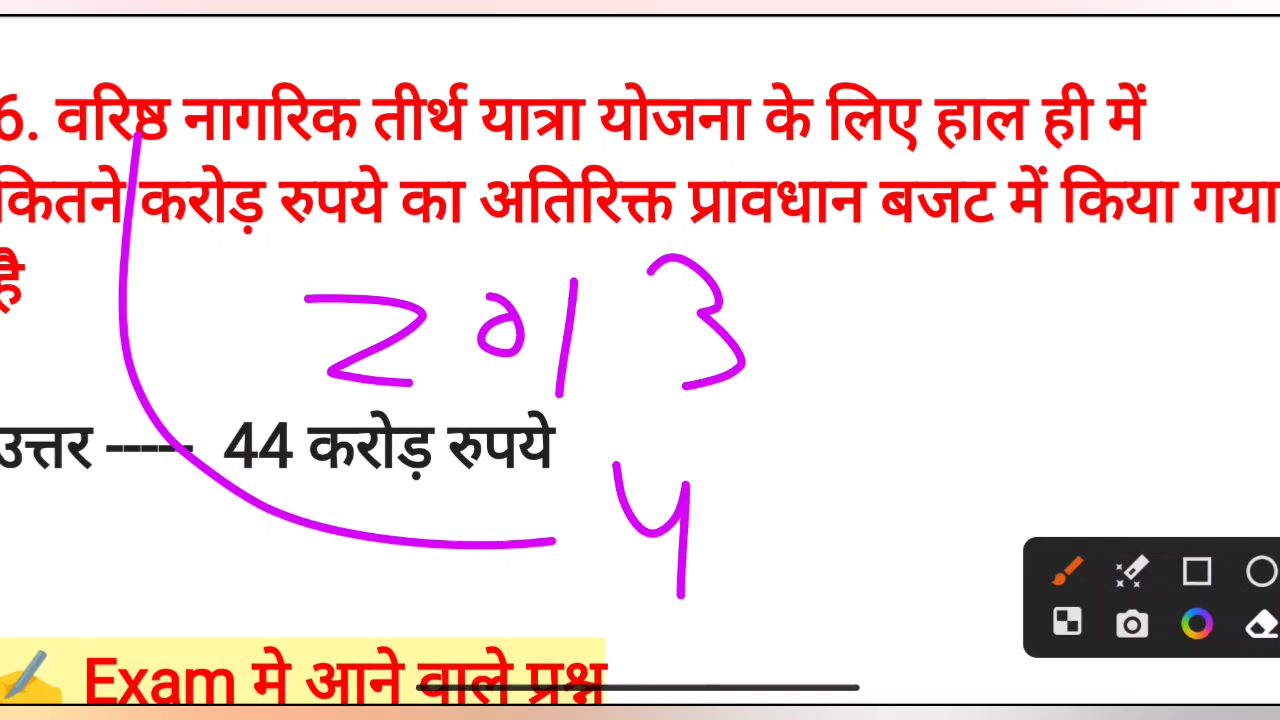 6. वरिष्ठ नागरिक तीर्थ यात्रा योजना के लिए हाल ही में
कितने करोड़ रुपये का अतिरिक्त प्रावधान बजट में किया गया
है
2013
उत्तर ----- 44 करोड़ रुपये
4
Exam मे आने वाले प्रश्न